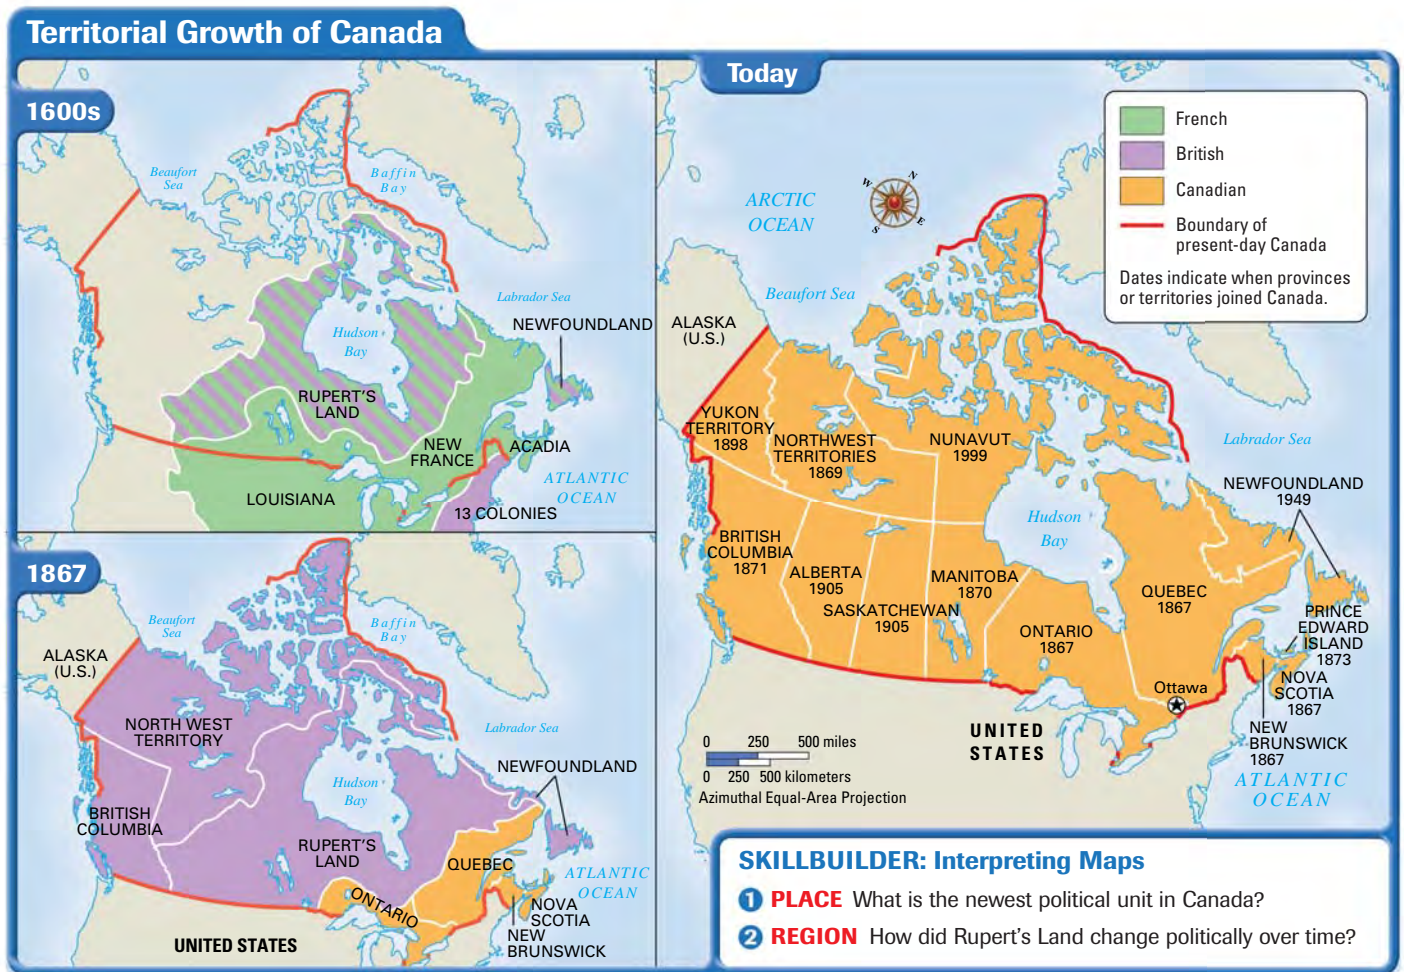 Territorial Growth of Canada
1600s
Beaufort
Sea
Baffin
Bay
Labrador Sea
NEWFOUNDLAND
Hudson
Bay
RUPERT'S
LAND
NEW
FRANCE
ACADIA
ATLANTIC
OCEAN
LOUISIANA
13 COLONIES
1867
Beaufort
Sea
Baffin
Bay
ALASKA
(U.S.)
NORTH WEST
TERRITORY
Labrador Sea
NEWFOUNDLAND
Hudson
Bay
BRITISH
COLUMBIA
RUPERT'S
LAND
QUEBEC
ATLANTIC
OCEAN
ONTARIO
NOVA
SCOTIA
NEW
BRUNSWICK
UNITED STATES
Today
French
British
Canadian
Boundary of
present-day Canada
Dates indicate when provinces
or territories joined Canada.
ARCTIC
OCEAN
N
W
E
S
Beaufort Sea
ALASKA
(U.S.)
YUKON
TERRITORY
1898
NORTHWEST
TERRITORIES
1869
NUNAVUT
1999
Labrador Sea
NEWFOUNDLAND
1949
Hudson
Bay
BRITISH
COLUMBIA
1871
ALBERTA
1905
SASKATCHEWAN
1905
MANITOBA
1870
ONTARIO
1867
QUEBEC
1867
PRINCE
EDWARD
ISLAND
1873
Ottawa
NOVA
SCOTIA
1867
NEW
BRUNSWICK
1867
UNITED
STATES
ATLANTIC
OCEAN
0 250 500 miles
0 250 500 kilometers
Azimuthal Equal-Area Projection
SKILLBUILDER: Interpreting Maps
1 PLACE What is the newest political unit in Canada?
2 REGION How did Rupert's Land change politically over time?